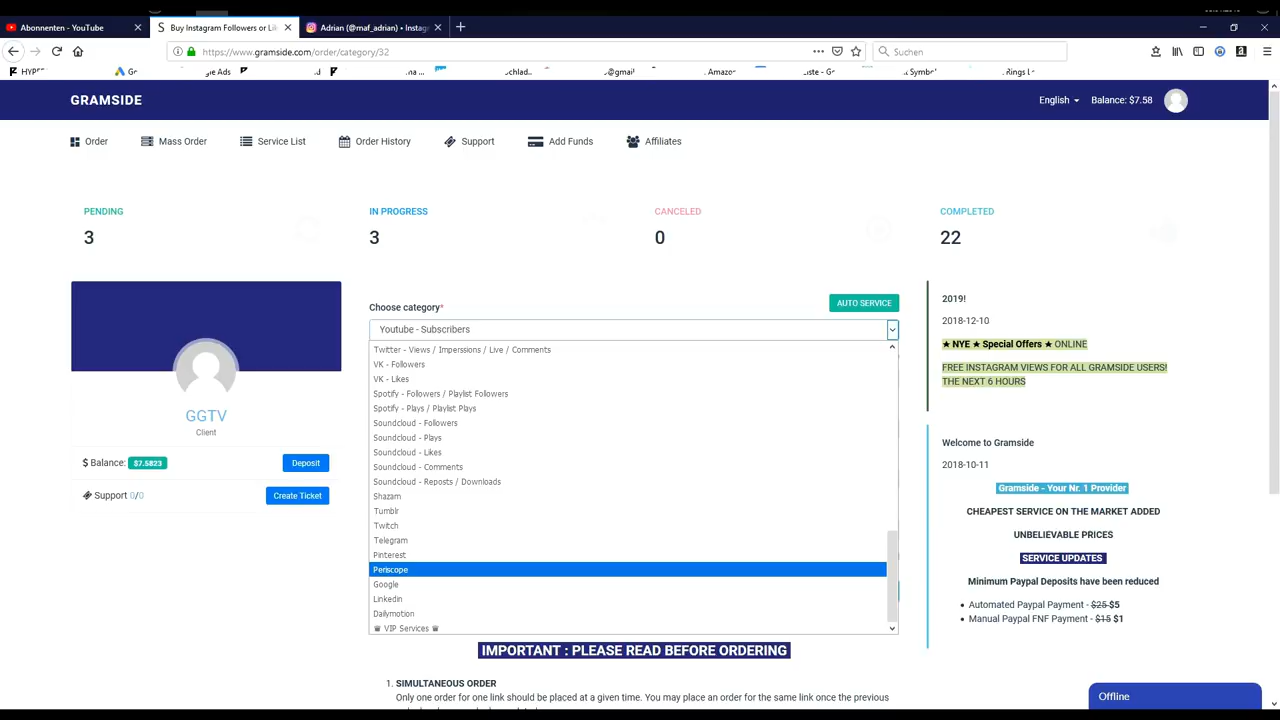 Abonnenten - YouTube
Buy Instagram Followers or Li
Adrian (@maf_adrian) • Instag
https://www.gramside.com/order/category/32
Suchen
HYPE
Go
gle Ads
@gmail
Amazon
Liste - G
t Symbol
Rings L
GRAMSIDE
English
Balance: $7.58
Order
Mass Order
Service List
Order History
Support
Add Funds
Affiliates
PENDING
3
IN PROGRESS
3
CANCELED
0
COMPLETED
22
GGTV
Client
$ Balance: $7.5823
Deposit
Support 0/0
Create Ticket
Choose category*
AUTO SERVICE
Youtube - Subscribers
Twitter - Views / Imperssions / Live / Comments
VK - Followers
VK - Likes
Spotify - Followers / Playlist Followers
Spotify - Plays / Playlist Plays
Soundcloud - Followers
Soundcloud - Plays
Soundcloud - Likes
Soundcloud - Comments
Soundcloud - Reposts / Downloads
Shazam
Tumblr
Twitch
Telegram
Pinterest
Periscope
Google
Linkedin
Dailymotion
♛ VIP Services ♛
IMPORTANT : PLEASE READ BEFORE ORDERING
1. SIMULTANEOUS ORDER
Only one order for one link should be placed at a given time. You may place an order for the same link once the previous
2019!
2018-12-10
★ NYE ★ Special Offers ★ ONLINE
FREE INSTAGRAM VIEWS FOR ALL GRAMSIDE USERS!
THE NEXT 6 HOURS
Welcome to Gramside
2018-10-11
Gramside - Your Nr. 1 Provider
CHEAPEST SERVICE ON THE MARKET ADDED
UNBELIEVABLE PRICES
SERVICE UPDATES
Minimum Paypal Deposits have been reduced
• Automated Paypal Payment - $25 $5
• Manual Paypal FNF Payment - $15 $1
Offline